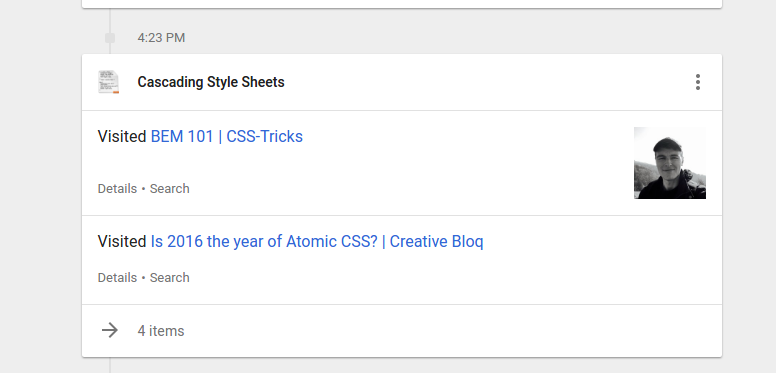 4:23 PM
Cascading Style Sheets
Visited BEM 101 | CSS-Tricks
Details • Search
Visited Is 2016 the year of Atomic CSS? | Creative Bloq
Details • Search
4 items